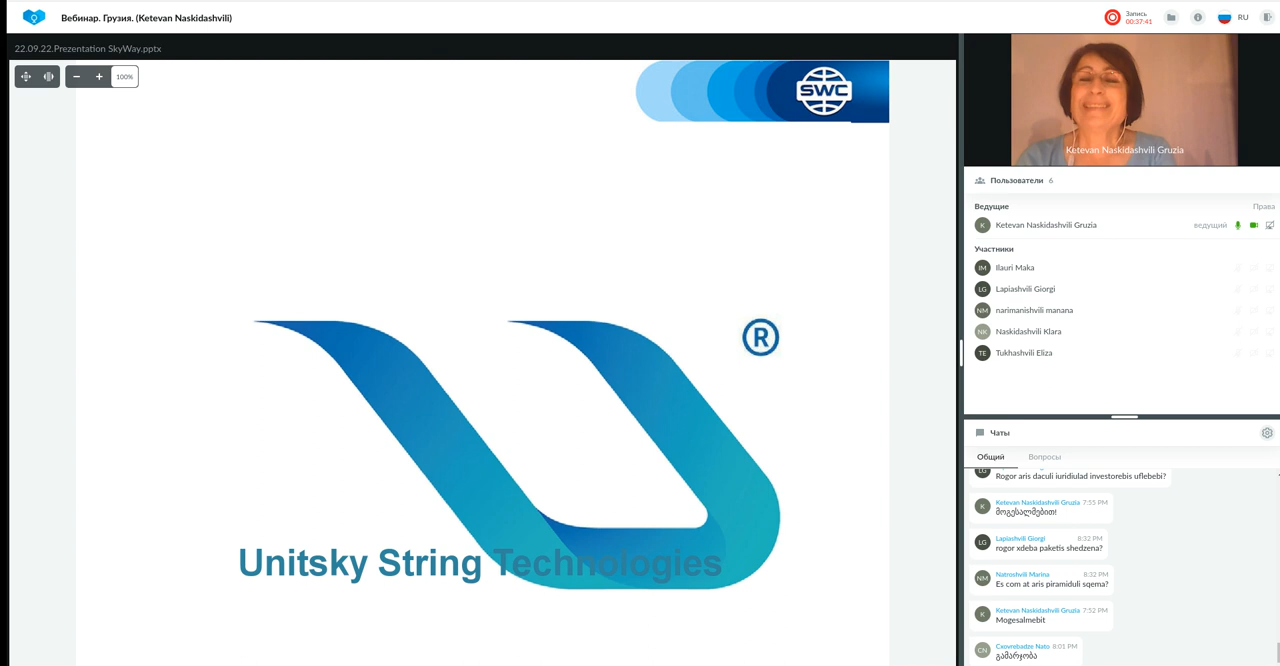 Вебинар. Грузия. (Ketevan Naskidashvili)
Запись
00:37:41
RU
22.09.22.Prezentation SkyWay.pptx
100%
SWC
®
Unitsky String Technologies
Ketevan Naskidashvili Gruzia
Пользователи 6
Ведущие Права
K Ketevan Naskidashvili Gruzia ведущий
Участники
IM Ilauri Maka
LG Lapiashvili Giorgi
NM narimanishvili manana
NK Naskidashvili Klara
TE Tukhashvili Eliza
Чаты
Общий Вопросы
LG
Rogor aris daculi iuridiulad investorebis uflebebi?
K Ketevan Naskidashvili Gruzia 7:55 PM
მოგესალმებით!
LG Lapiashvili Giorgi 8:32 PM
rogor xdeba paketis shedzena?
NM Natroshvili Marina 8:32 PM
Es com at aris piramiduli sqema?
K Ketevan Naskidashvili Gruzia 7:52 PM
Mogesalmebit
CN Cxovrebadze Nato 8:01 PM
გამარჯობა